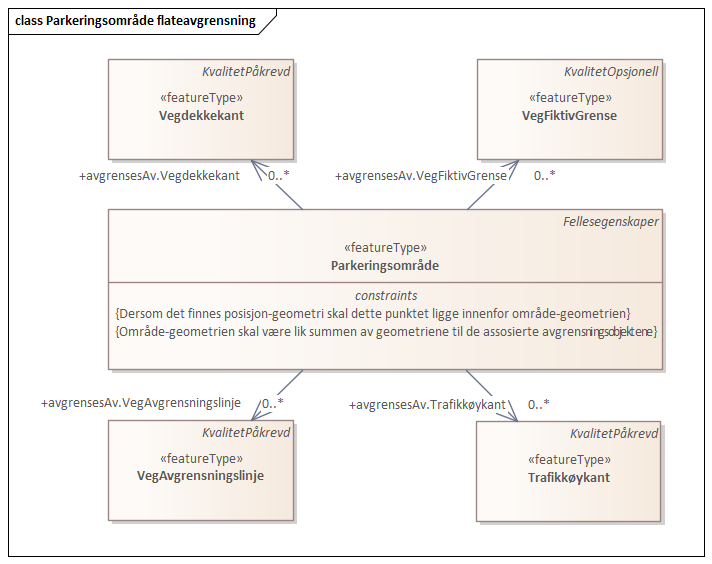 class Parkeringsområde flateavgrensning
KvalitetPåkrevd
«featureType»
Vegdekkekant
KvalitetOpsjonell
«featureType»
VegFiktivGrense
+avgrensesAv.Vegdekkekant
0..*
+avgrensesAv.VegFiktivGrense
0..*
Fellesegenskaper
«featureType»
Parkeringsområde
constraints
{Dersom det finnes posisjon-geometri skal dette punktet ligge innenfor område-geometrien}
{Område-geometrien skal være lik summen av geometriene til de assosierte avgrensningsobjektene}
+avgrensesAv.VegAvgrensningslinje
0..*
+avgrensesAv.Trafikkøykant
0..*
KvalitetPåkrevd
«featureType»
VegAvgrensningslinje
KvalitetPåkrevd
«featureType»
Trafikkøykant